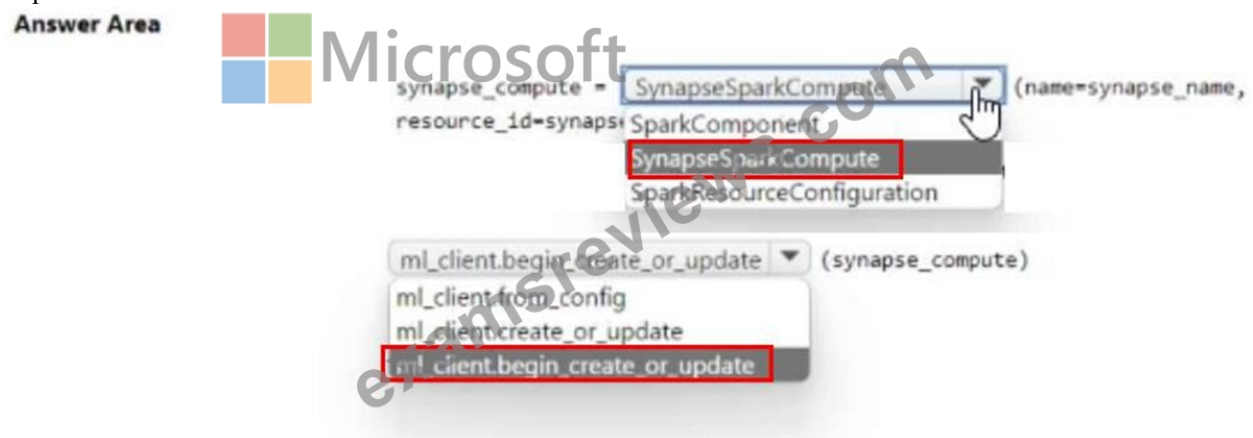 Answer Area
Microsoft
synapse_compute = SynapseSparkCompute (name=synapse_name,
resource_id=synaps
SparkComponent
SynapseSparkCompute
SparkResourceConfiguration
ml_client.begin_create_or_update (synapse_compute)
ml_client.from_config
ml_client.create_or_update
ml_client.begin_create_or_update
examsreviews.com